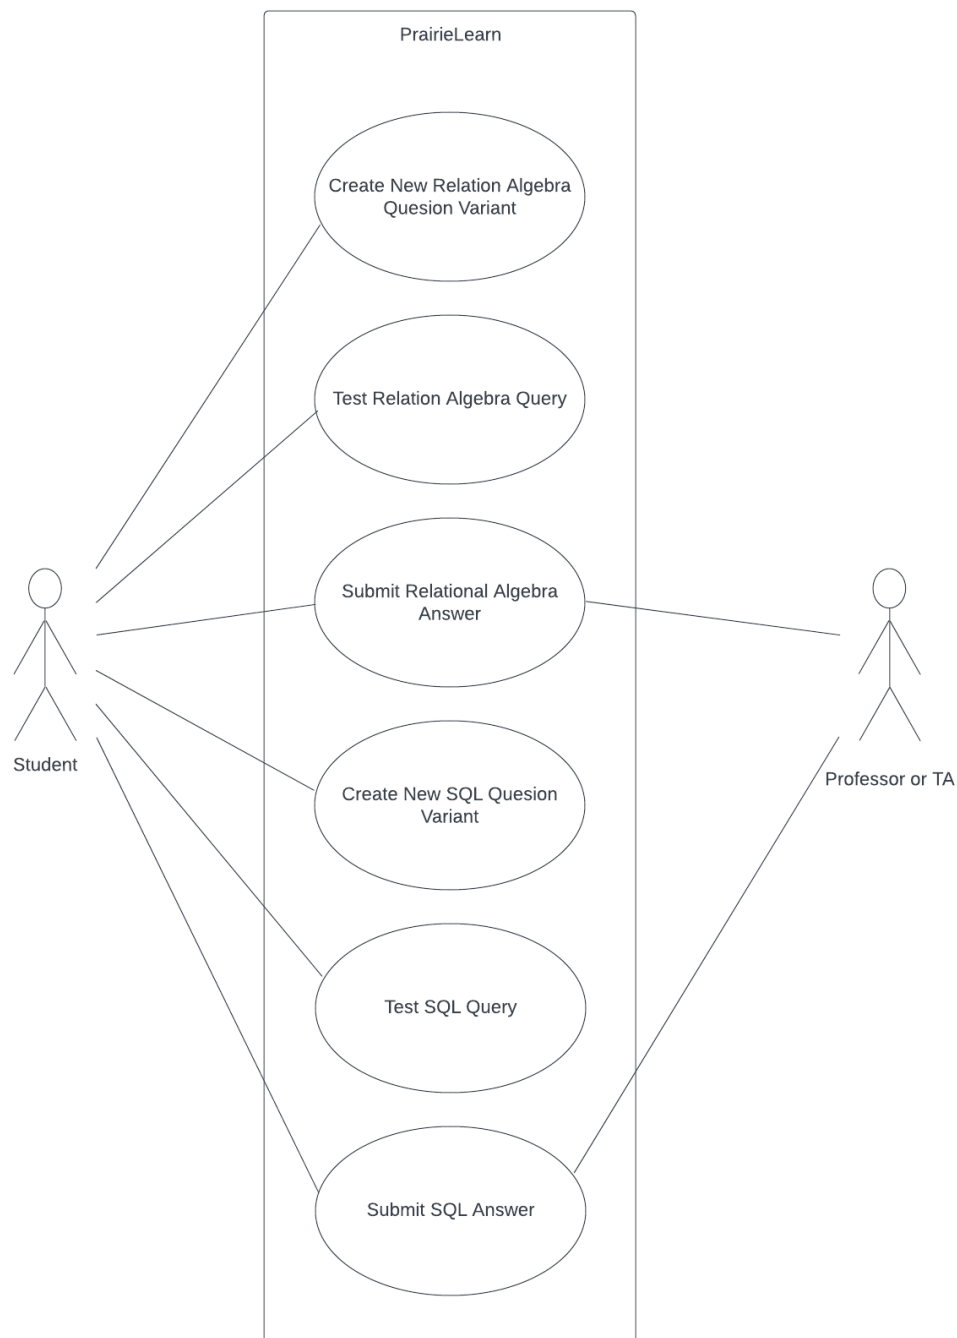 PrairieLearn
Create New Relation Algebra
Quesion Variant
Test Relation Algebra Query
Submit Relational Algebra
Answer
Student
Professor or TA
Create New SQL Quesion
Variant
Test SQL Query
Submit SQL Answer